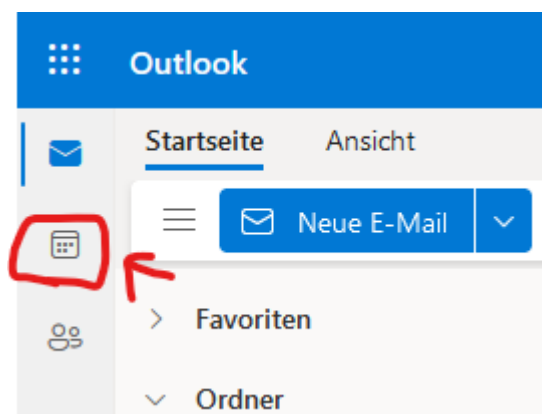 Outlook
Startseite Ansicht
Neue E-Mail
Favoriten
Ordner